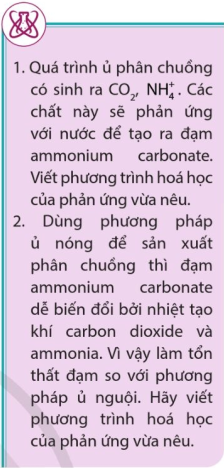 1. Quá trình ủ phân chuồng
có sinh ra CO₂, NH₄⁺. Các
chất này sẽ phản ứng
với nước để tạo ra đạm
ammonium carbonate.
Viết phương trình hoá học
của phản ứng vừa nêu.
2. Dùng phương pháp
ủ nóng để sản xuất
phân chuồng thì đạm
ammonium carbonate
dễ biến đổi bởi nhiệt tạo
khí carbon dioxide và
ammonia. Vì vậy làm tổn
thất đạm so với phương
pháp ủ nguội. Hãy viết
phương trình hoá học
của phản ứng vừa nêu.